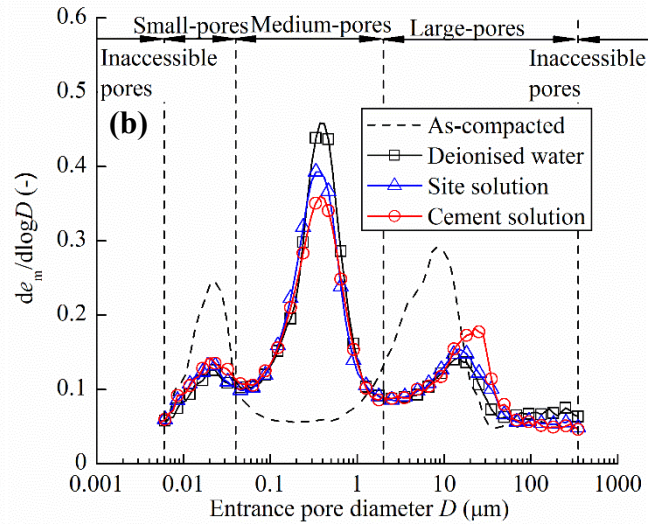 0.6
Small-pores Medium-pores Large-pores
Inaccessible pores
Inaccessible pores
(b)
As-compacted
Deionised water
Site solution
Cement solution
0.5
0.4
0.3
0.2
0.1
0
de_m/dlogD (-)
0.001 0.01 0.1 1 10 100 1000
Entrance pore diameter D (μm)